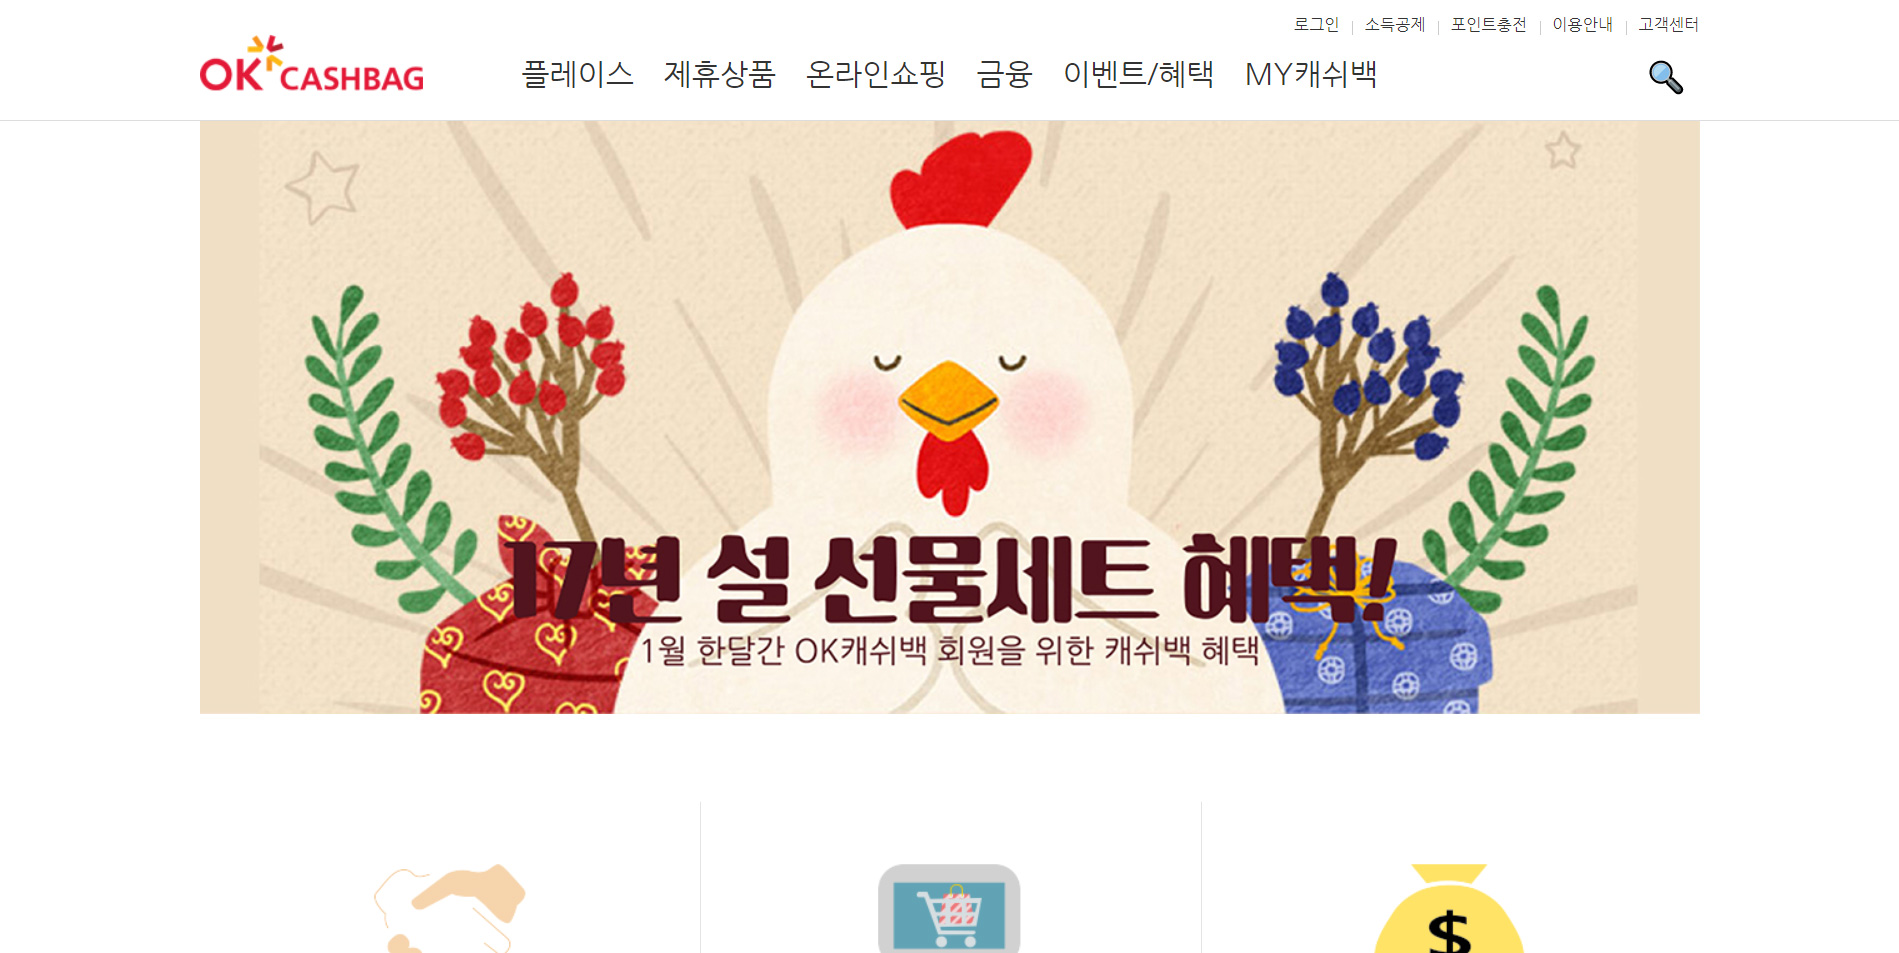 로그인 소득공제 포인트충전 이용안내 고객센터
OK CASHBAG
플레이스 제휴상품 온라인쇼핑 금융 이벤트/혜택 MY캐쉬백
17년 설 선물세트 혜택!
1월 한달간 OK캐쉬백 회원을 위한 캐쉬백 혜택
$